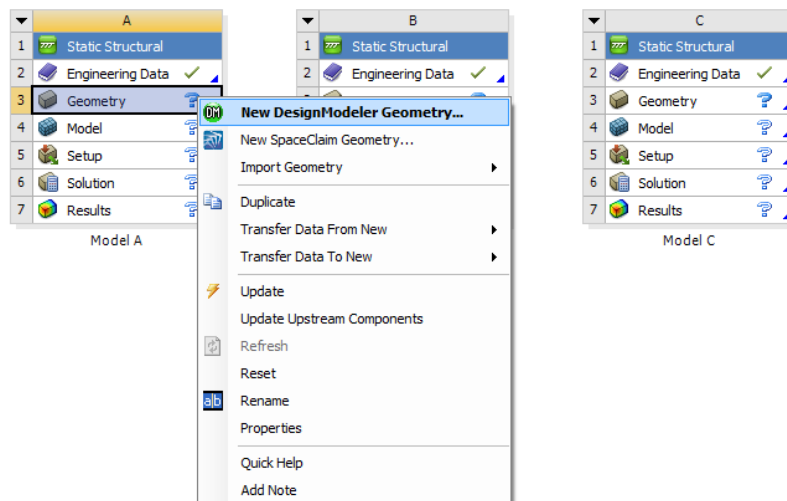 A
1 Static Structural
2 Engineering Data
3 Geometry
4 Model
5 Setup
6 Solution
7 Results
Model A
B
1 Static Structural
2 Engineering Data
C
1 Static Structural
2 Engineering Data
3 Geometry
4 Model
5 Setup
6 Solution
7 Results
Model C
DM New DesignModeler Geometry...
New SpaceClaim Geometry...
Import Geometry
Duplicate
Transfer Data From New
Transfer Data To New
Update
Update Upstream Components
Refresh
Reset
a|b Rename
Properties
Quick Help
Add Note